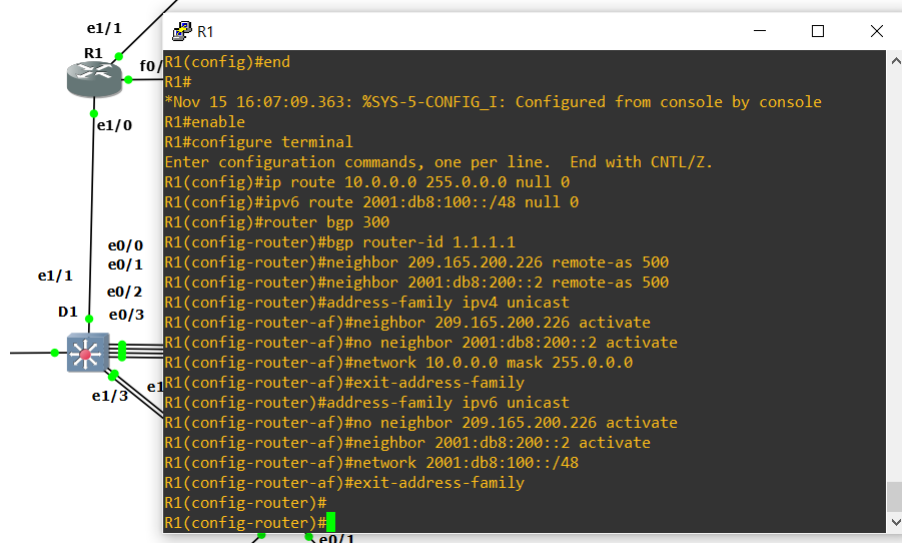 e1/1
R1
f0/
e1/0
e0/0
e0/1
e1/1
e0/2
D1
e0/3
e1/3
e1
R1
R1(config)#end
R1#
*Nov 15 16:07:09.363: %SYS-5-CONFIG_I: Configured from console by console
R1#enable
R1#configure terminal
Enter configuration commands, one per line.  End with CNTL/Z.
R1(config)#ip route 10.0.0.0 255.0.0.0 null 0
R1(config)#ipv6 route 2001:db8:100::/48 null 0
R1(config)#router bgp 300
R1(config-router)#bgp router-id 1.1.1.1
R1(config-router)#neighbor 209.165.200.226 remote-as 500
R1(config-router)#neighbor 2001:db8:200::2 remote-as 500
R1(config-router)#address-family ipv4 unicast
R1(config-router-af)#neighbor 209.165.200.226 activate
R1(config-router-af)#no neighbor 2001:db8:200::2 activate
R1(config-router-af)#network 10.0.0.0 mask 255.0.0.0
R1(config-router-af)#exit-address-family
R1(config-router)#address-family ipv6 unicast
R1(config-router-af)#no neighbor 209.165.200.226 activate
R1(config-router-af)#neighbor 2001:db8:200::2 activate
R1(config-router-af)#network 2001:db8:100::/48
R1(config-router-af)#exit-address-family
R1(config-router)#
R1(config-router)#
e0/1